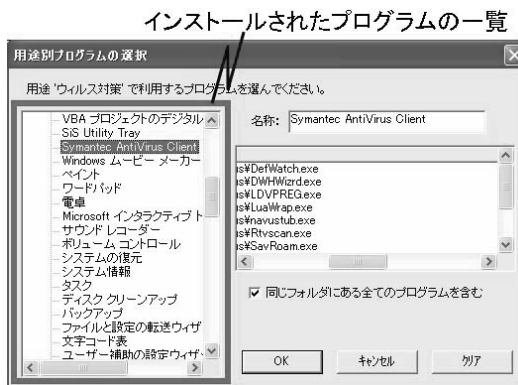 インストールされたプログラムの一覧
用途別プログラムの選択
用途 'ウィルス対策' で利用するプログラムを選んでください。
VBA プロジェクトのデジタル
SiS Utility Tray
Symantec AntiVirus Client
Windows ムービー メーカー
ペイント
ワードパッド
電卓
Microsoft インタラクティブ ト
サウンド レコーダー
ボリューム コントロール
システムの復元
システム情報
タスク
ディスク クリーンアップ
バックアップ
ファイルと設定の転送ウィザ
文字コード表
ユーザー補助の設定ウィザ
名称: Symantec AntiVirus Client
us¥DefWatch.exe
us¥DWHWizrd.exe
us¥LDVPREG.exe
us¥LuaWrap.exe
us¥navustub.exe
us¥Rtvscan.exe
us¥SavRoam.exe
同じフォルダにある全てのプログラムを含む
OK キャンセル クリア